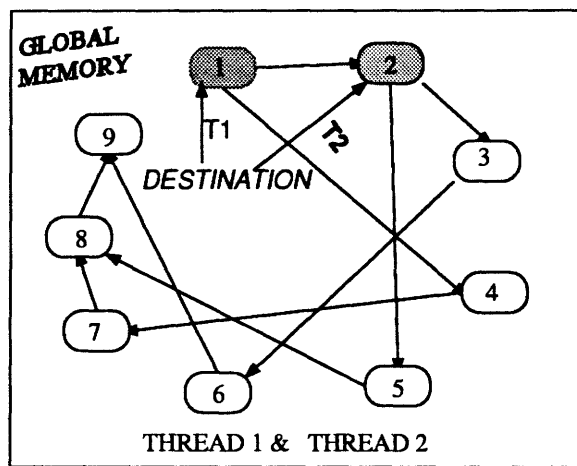 GLOBAL
MEMORY
1
2
9
T1
T2
3
DESTINATION
8
4
7
6
5
THREAD 1 & THREAD 2